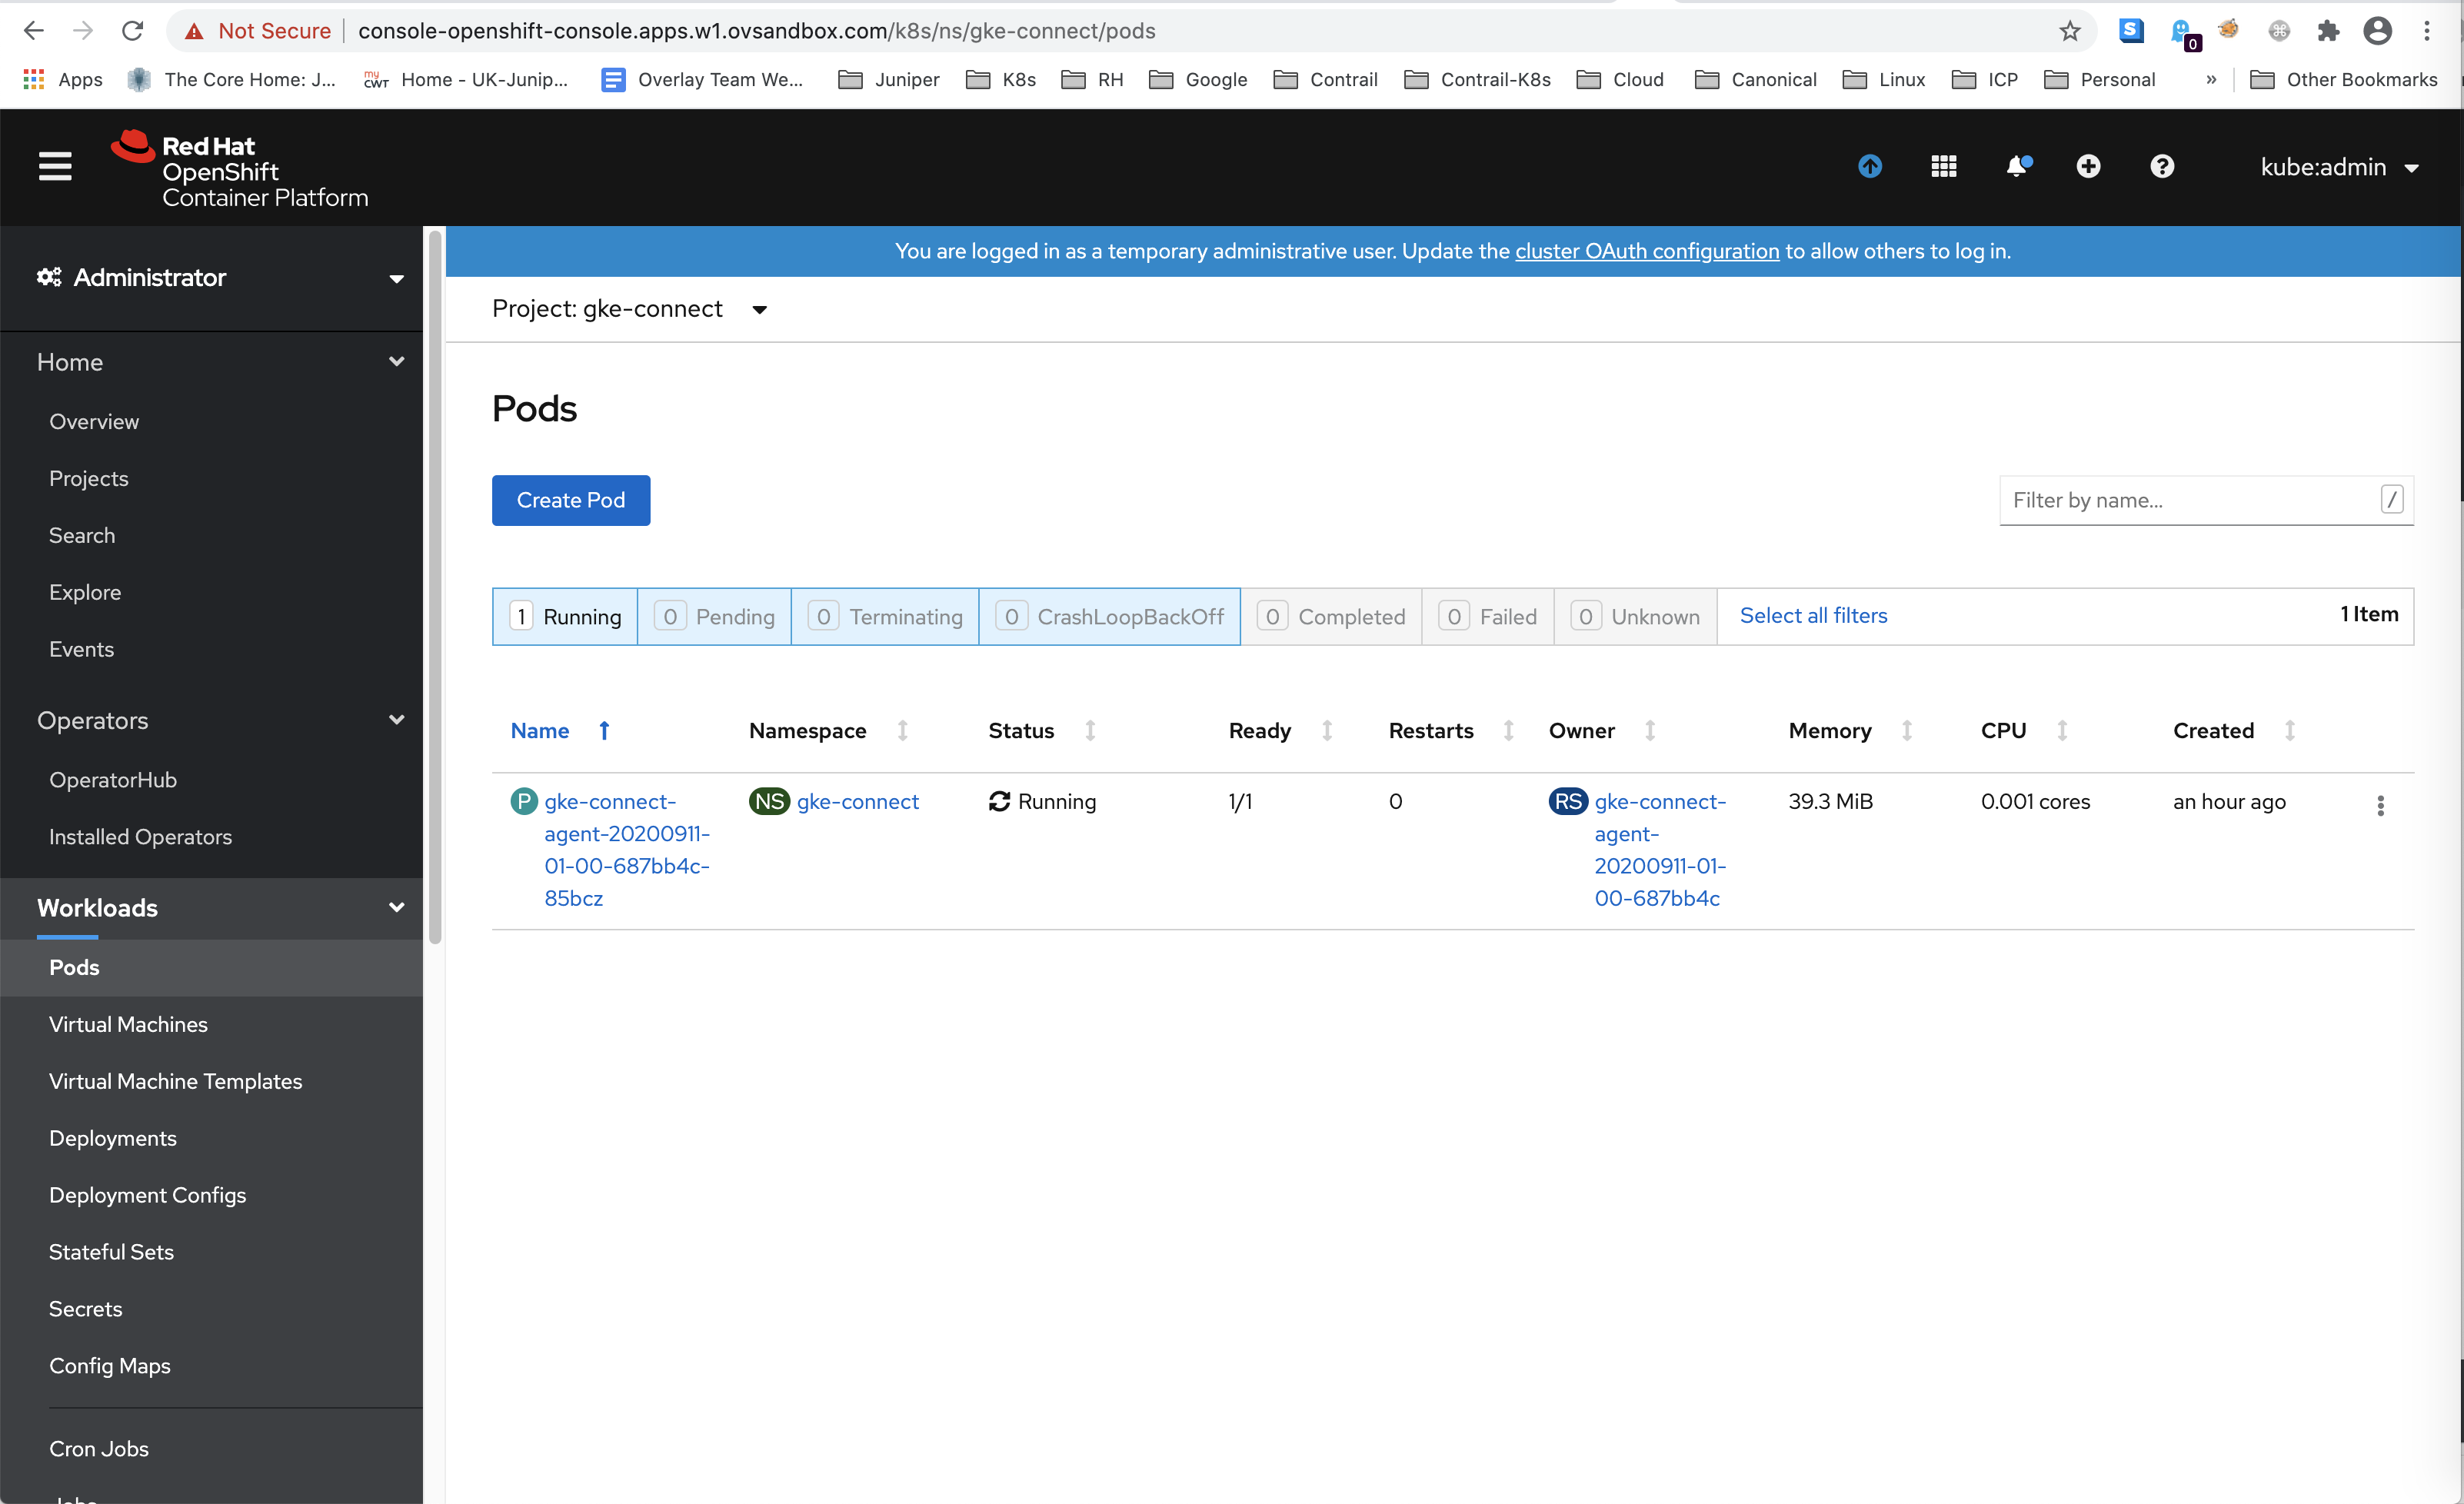 Not Secure | console-openshift-console.apps.w1.ovsandbox.com/k8s/ns/gke-connect/pods
S
0
Apps The Core Home: J... my CWT Home - UK-Junip... Overlay Team We... Juniper K8s RH Google Contrail Contrail-K8s Cloud Canonical Linux ICP Personal » Other Bookmarks
Red Hat
OpenShift
Container Platform
kube:admin
You are logged in as a temporary administrative user. Update the cluster OAuth configuration to allow others to log in.
Administrator
Home
Overview
Projects
Search
Explore
Events
Operators
OperatorHub
Installed Operators
Workloads
Pods
Virtual Machines
Virtual Machine Templates
Deployments
Deployment Configs
Stateful Sets
Secrets
Config Maps
Cron Jobs
Project: gke-connect
Pods
Create Pod
Filter by name... /
1 Running 0 Pending 0 Terminating 0 CrashLoopBackOff 0 Completed 0 Failed 0 Unknown Select all filters 1 Item
Name Namespace Status Ready Restarts Owner Memory CPU Created
P gke-connect- NS gke-connect Running 1/1 0 RS gke-connect- 39.3 MiB 0.001 cores an hour ago
agent-20200911- agent-
01-00-687bb4c- 20200911-01-
85bcz 00-687bb4c